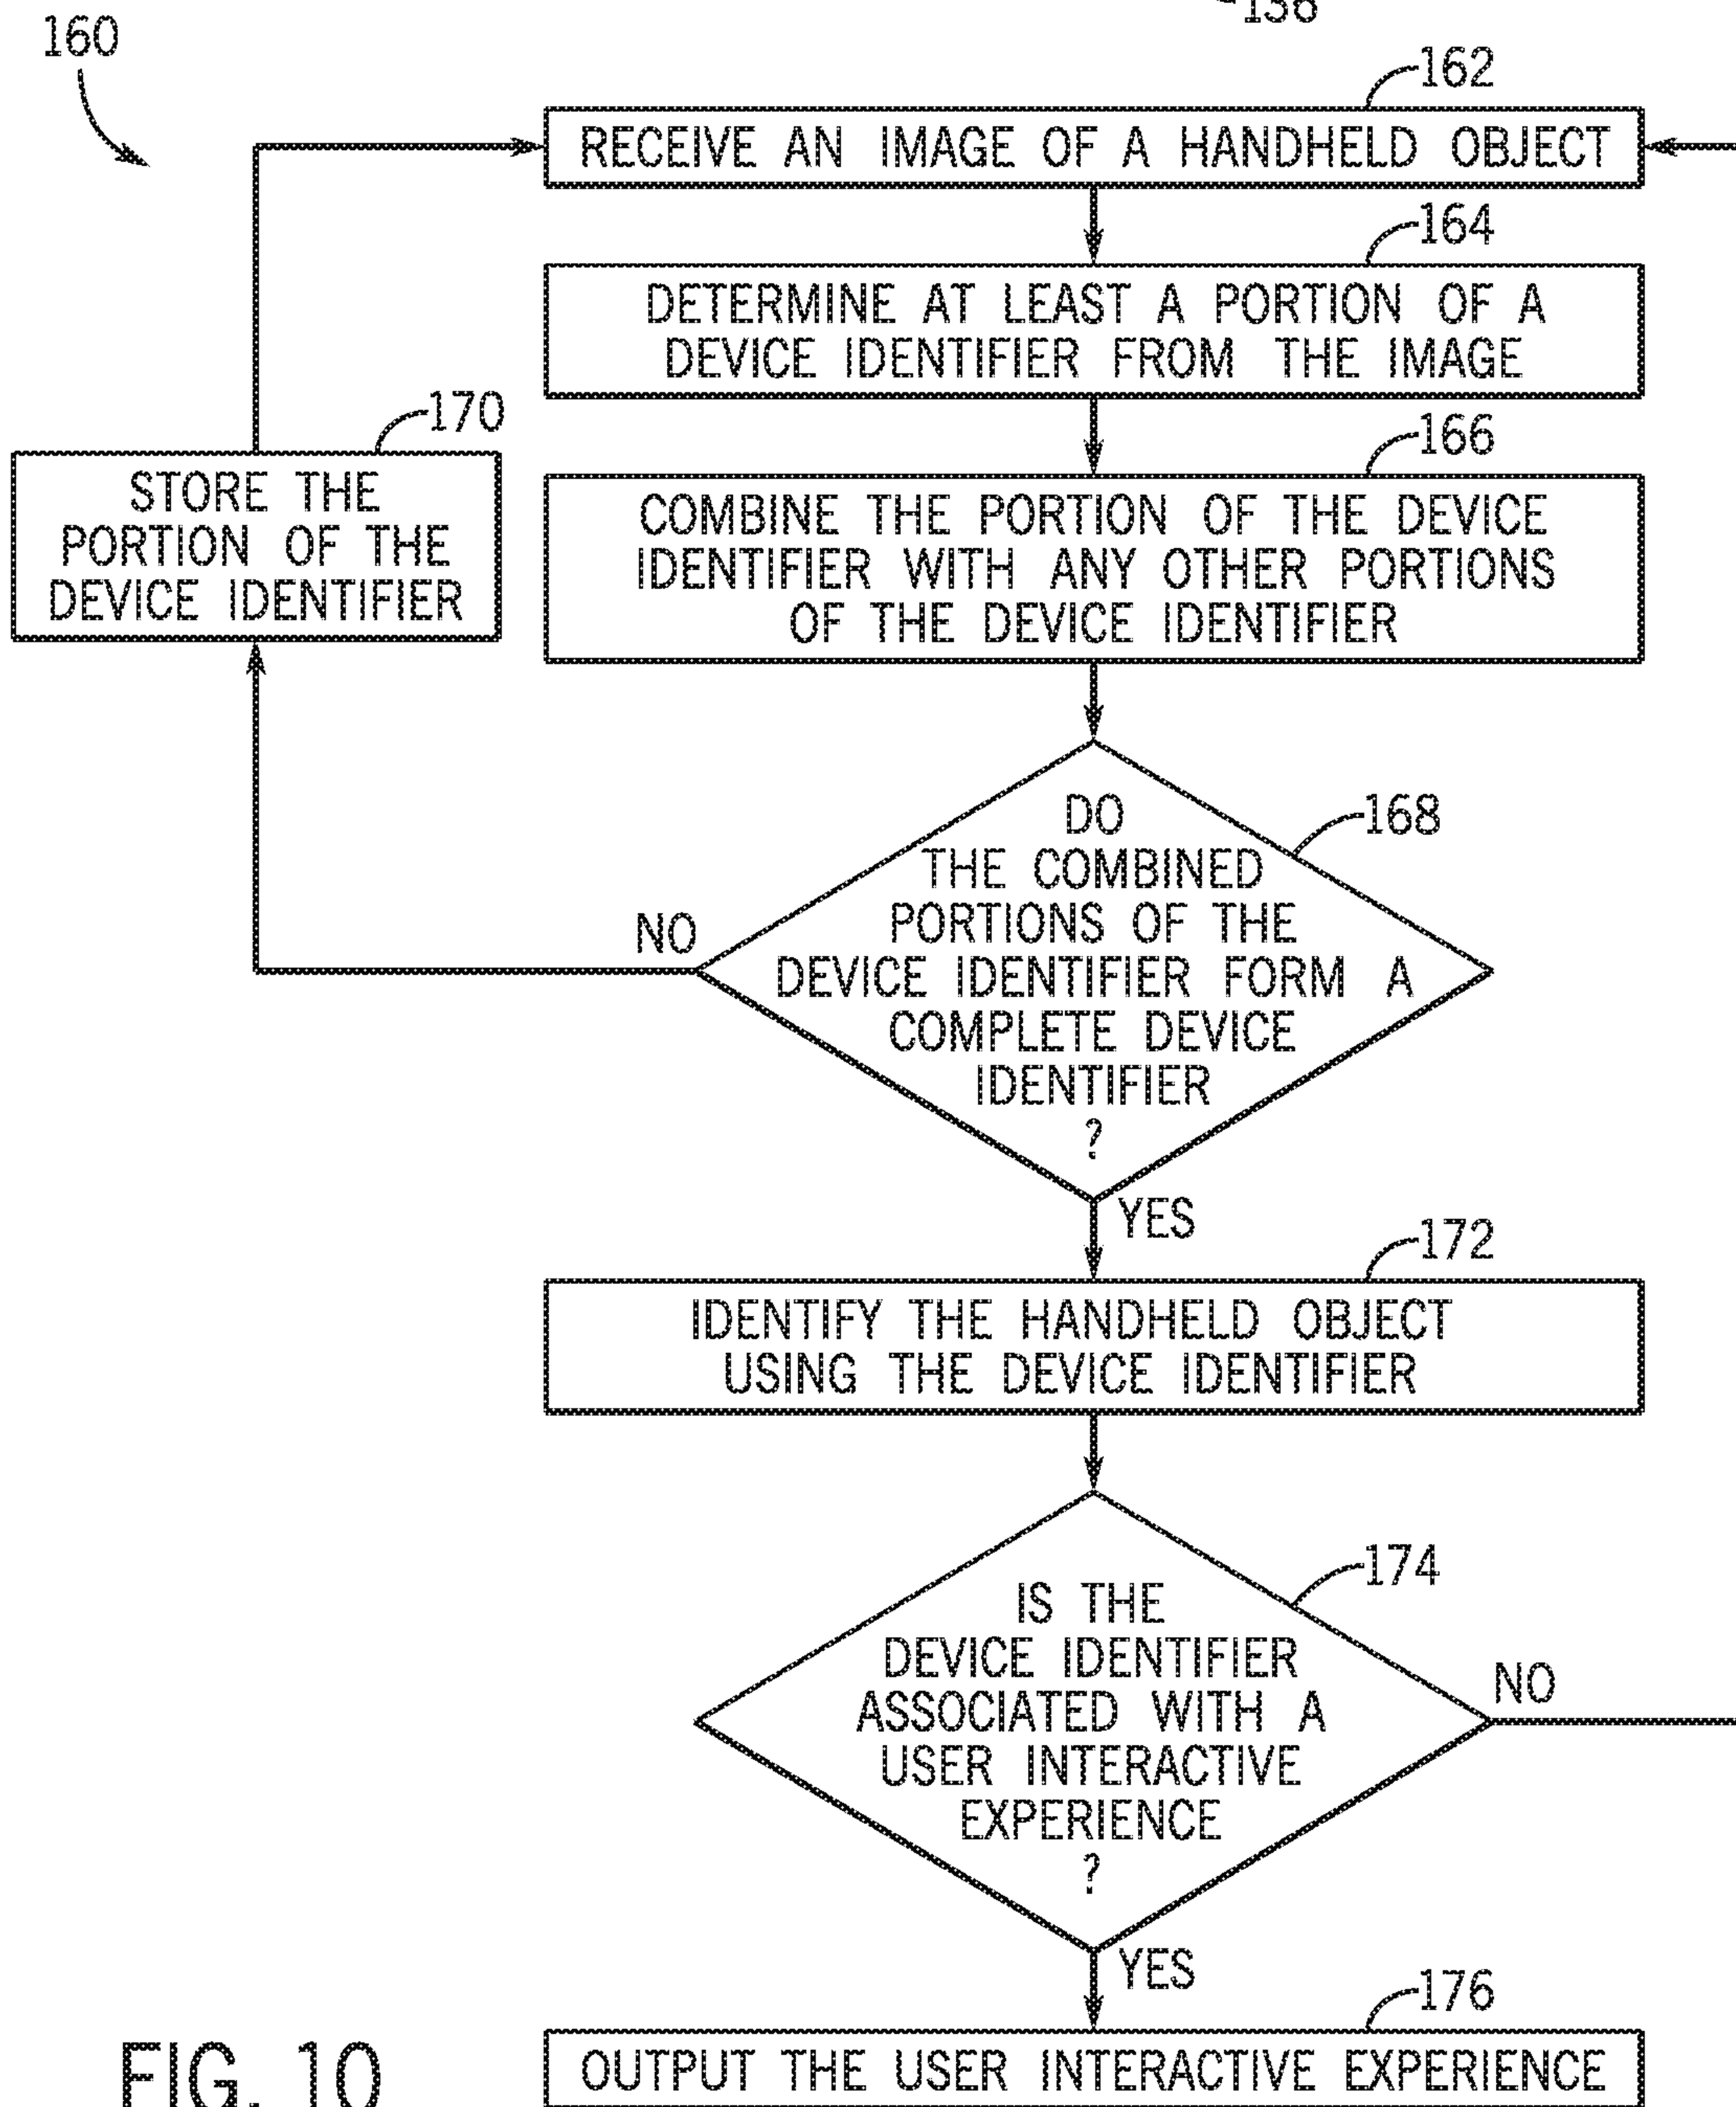 160
162
RECEIVE AN IMAGE OF A HANDHELD OBJECT
164
DETERMINE AT LEAST A PORTION OF A
DEVICE IDENTIFIER FROM THE IMAGE
170
STORE THE
PORTION OF THE
DEVICE IDENTIFIER
166
COMBINE THE PORTION OF THE DEVICE
IDENTIFIER WITH ANY OTHER PORTIONS
OF THE DEVICE IDENTIFIER
168
DO
THE COMBINED
PORTIONS OF THE
DEVICE IDENTIFIER FORM A
COMPLETE DEVICE
IDENTIFIER
?
NO
YES
172
IDENTIFY THE HANDHELD OBJECT
USING THE DEVICE IDENTIFIER
174
IS THE
DEVICE IDENTIFIER
ASSOCIATED WITH A
USER INTERACTIVE
EXPERIENCE
?
NO
YES
176
OUTPUT THE USER INTERACTIVE EXPERIENCE
FIG. 10